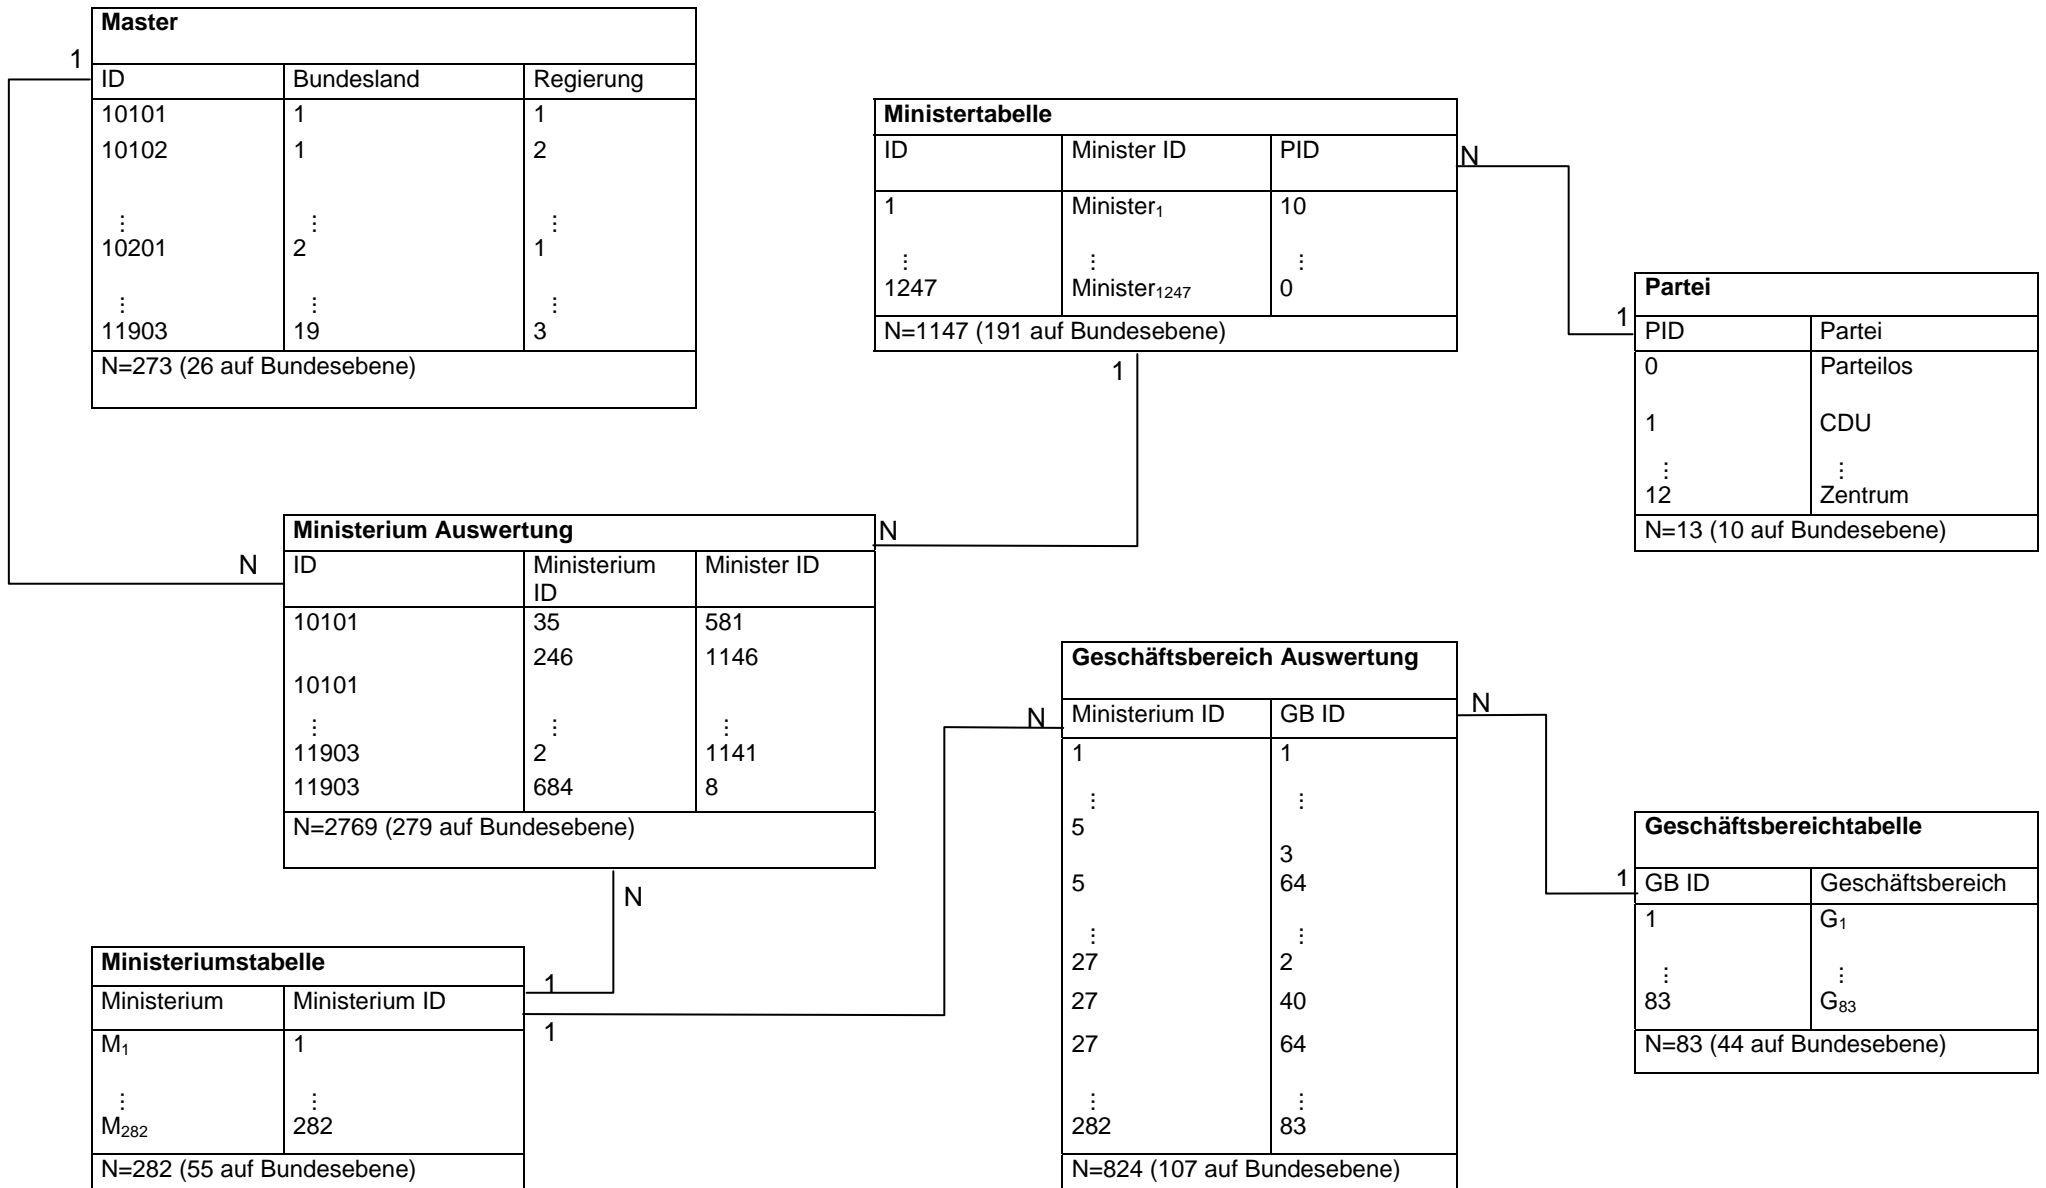 Master
1
ID Bundesland Regierung
10101 1 1
10102 1 2
⋮ ⋮ ⋮
10201 2 1
⋮ ⋮ ⋮
11903 19 3
N=273 (26 auf Bundesebene)
Ministertabelle
ID Minister ID PID
N
1 Minister₁ 10
⋮ ⋮ ⋮
1247 Minister₁₂₄₇ 0
N=1147 (191 auf Bundesebene)
1
Partei
1
PID Partei
0 Parteilos
1 CDU
⋮ ⋮
12 Zentrum
N=13 (10 auf Bundesebene)
Ministerium Auswertung
N
N
ID Ministerium Minister ID
ID
10101 35 581
246 1146
10101
⋮ ⋮ ⋮
11903 2 1141
11903 684 8
N=2769 (279 auf Bundesebene)
N
Geschäftsbereich Auswertung
N
N
Ministerium ID GB ID
1 1
⋮ ⋮
5
3
5 64
⋮ ⋮
27 2
27 40
27 64
⋮ ⋮
282 83
N=824 (107 auf Bundesebene)
Geschäftsbereichtabelle
1
GB ID Geschäftsbereich
1 G₁
⋮ ⋮
83 G₈₃
N=83 (44 auf Bundesebene)
Ministeriumstabelle
1
Ministerium Ministerium ID
1
M₁ 1
⋮ ⋮
M₂₈₂ 282
N=282 (55 auf Bundesebene)